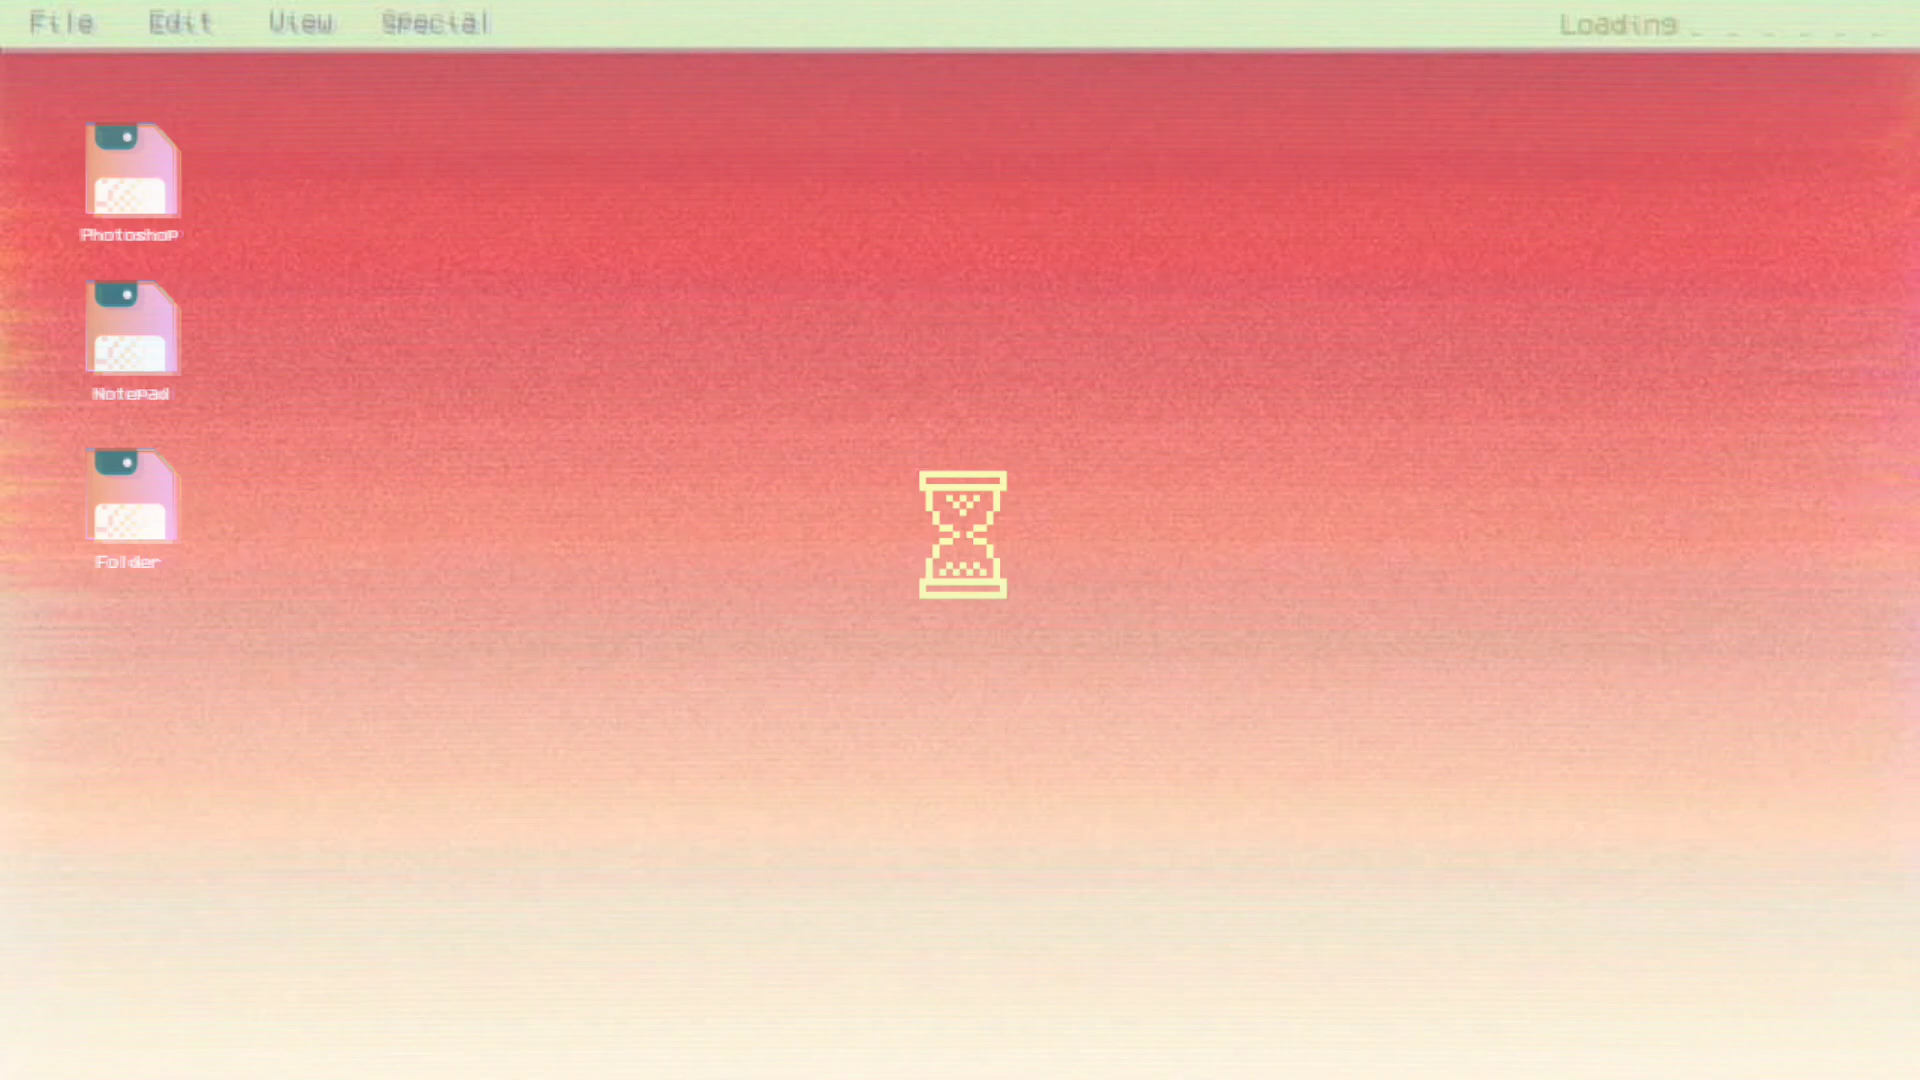 File Edit View Special Loading . . . . . .
Photoshop
Notepad
Folder